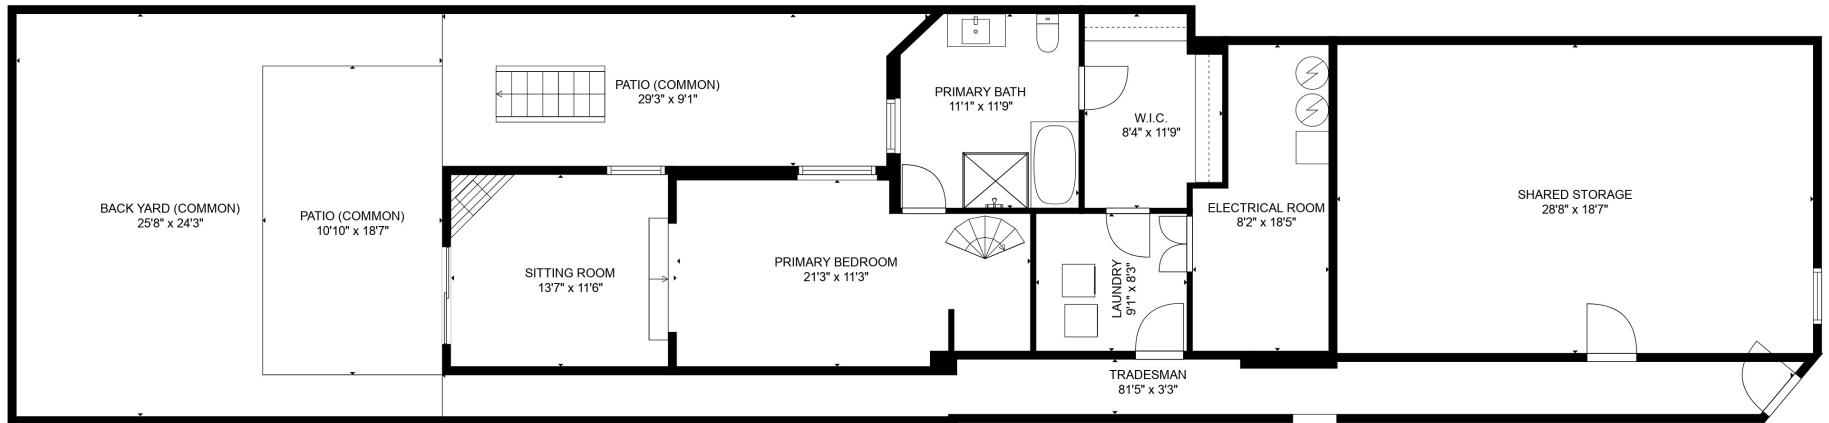 BACK YARD (COMMON)
25'8" x 24'3"
PATIO (COMMON)
10'10" x 18'7"
PATIO (COMMON)
29'3" x 9'1"
SITTING ROOM
13'7" x 11'6"
PRIMARY BEDROOM
21'3" x 11'3"
PRIMARY BATH
11'1" x 11'9"
W.I.C.
8'4" x 11'9"
LAUNDRY
9'1" x 8'3"
ELECTRICAL ROOM
8'2" x 18'5"
SHARED STORAGE
28'8" x 18'7"
TRADESMAN
81'5" x 3'3"